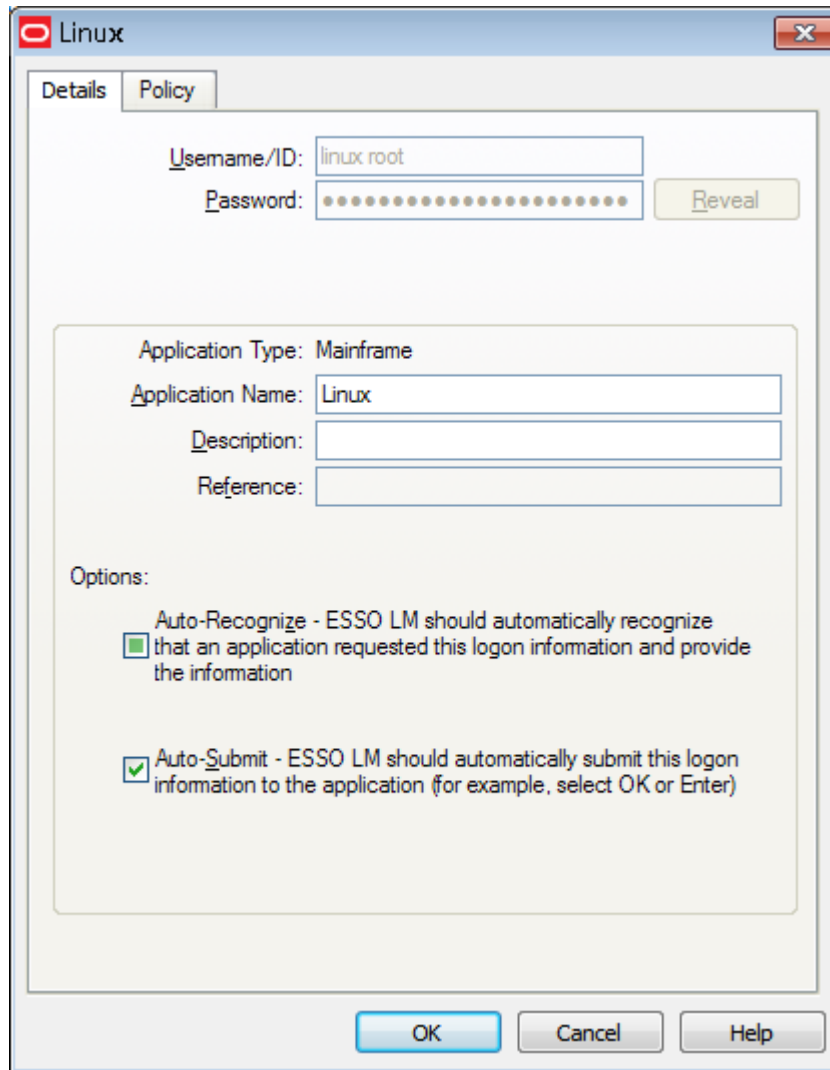 Linux
Details Policy
Username/ID: linux root
Password: Reveal
Application Type: Mainframe
Application Name: Linux
Description:
Reference:
Options:
Auto-Recognize - ESSO LM should automatically recognize
that an application requested this logon information and provide
the information
Auto-Submit - ESSO LM should automatically submit this logon
information to the application (for example, select OK or Enter)
OK Cancel Help